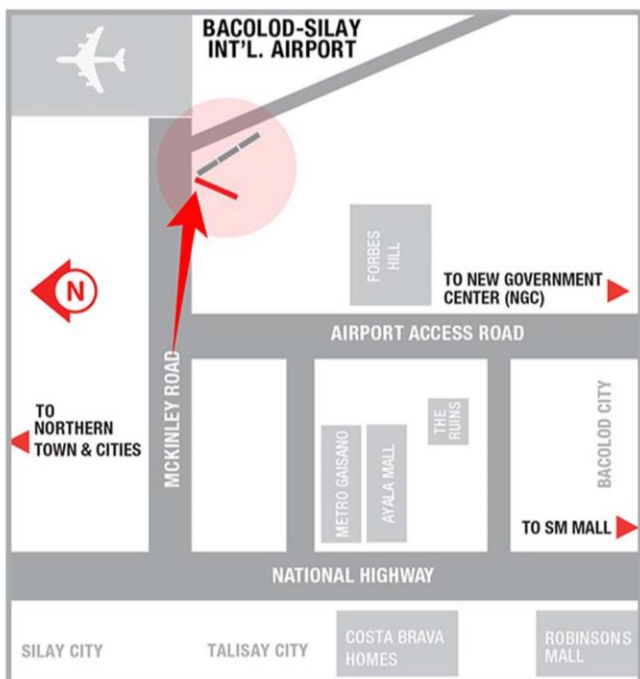 BACOLOD-SILAY
INT'L. AIRPORT
FORBES
HILL
TO NEW GOVERNMENT
CENTER (NGC)
N
AIRPORT ACCESS ROAD
MCKINLEY ROAD
TO
NORTHERN
TOWN & CITIES
THE
RUINS
METRO GAISANO
AYALA MALL
BACOLOD CITY
TO SM MALL
NATIONAL HIGHWAY
SILAY CITY
TALISAY CITY
COSTA BRAVA
HOMES
ROBINSONS
MALL